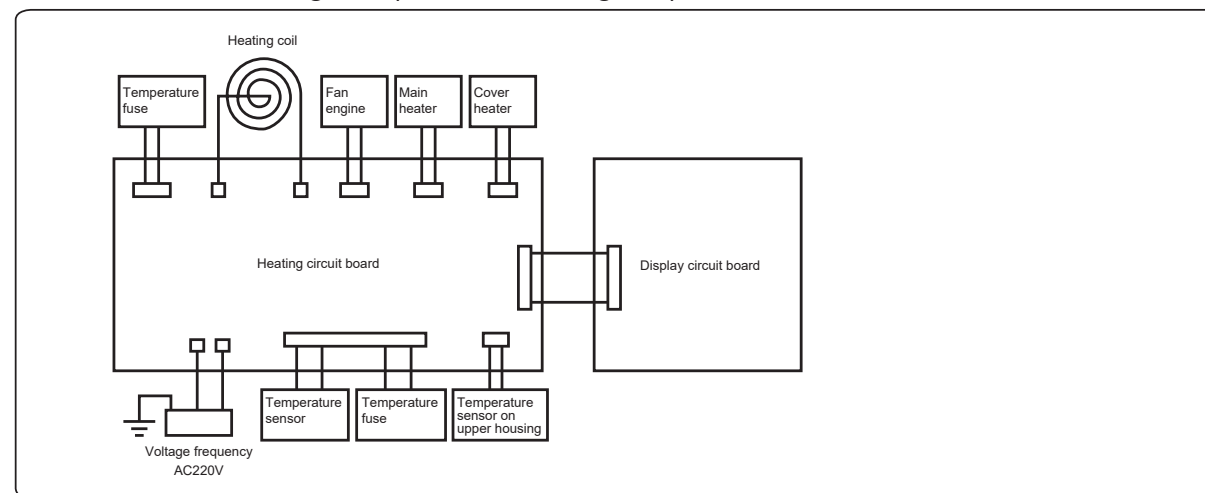 Heating coil
Temperature
fuse
Fan
engine
Main
heater
Cover
heater
Heating circuit board
Display circuit board
Temperature
sensor
Temperature
fuse
Temperature
sensor on
upper housing
Voltage frequency
AC220V